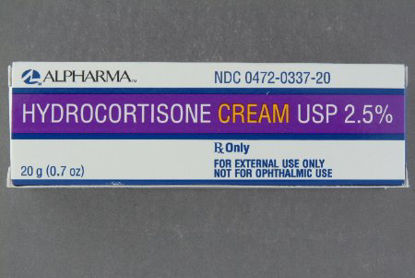 ALPHARMA™ NDC 0472-0337-20
HYDROCORTISONE CREAM USP 2.5%
℞ Only
FOR EXTERNAL USE ONLY
20 g (0.7 oz) NOT FOR OPHTHALMIC USE